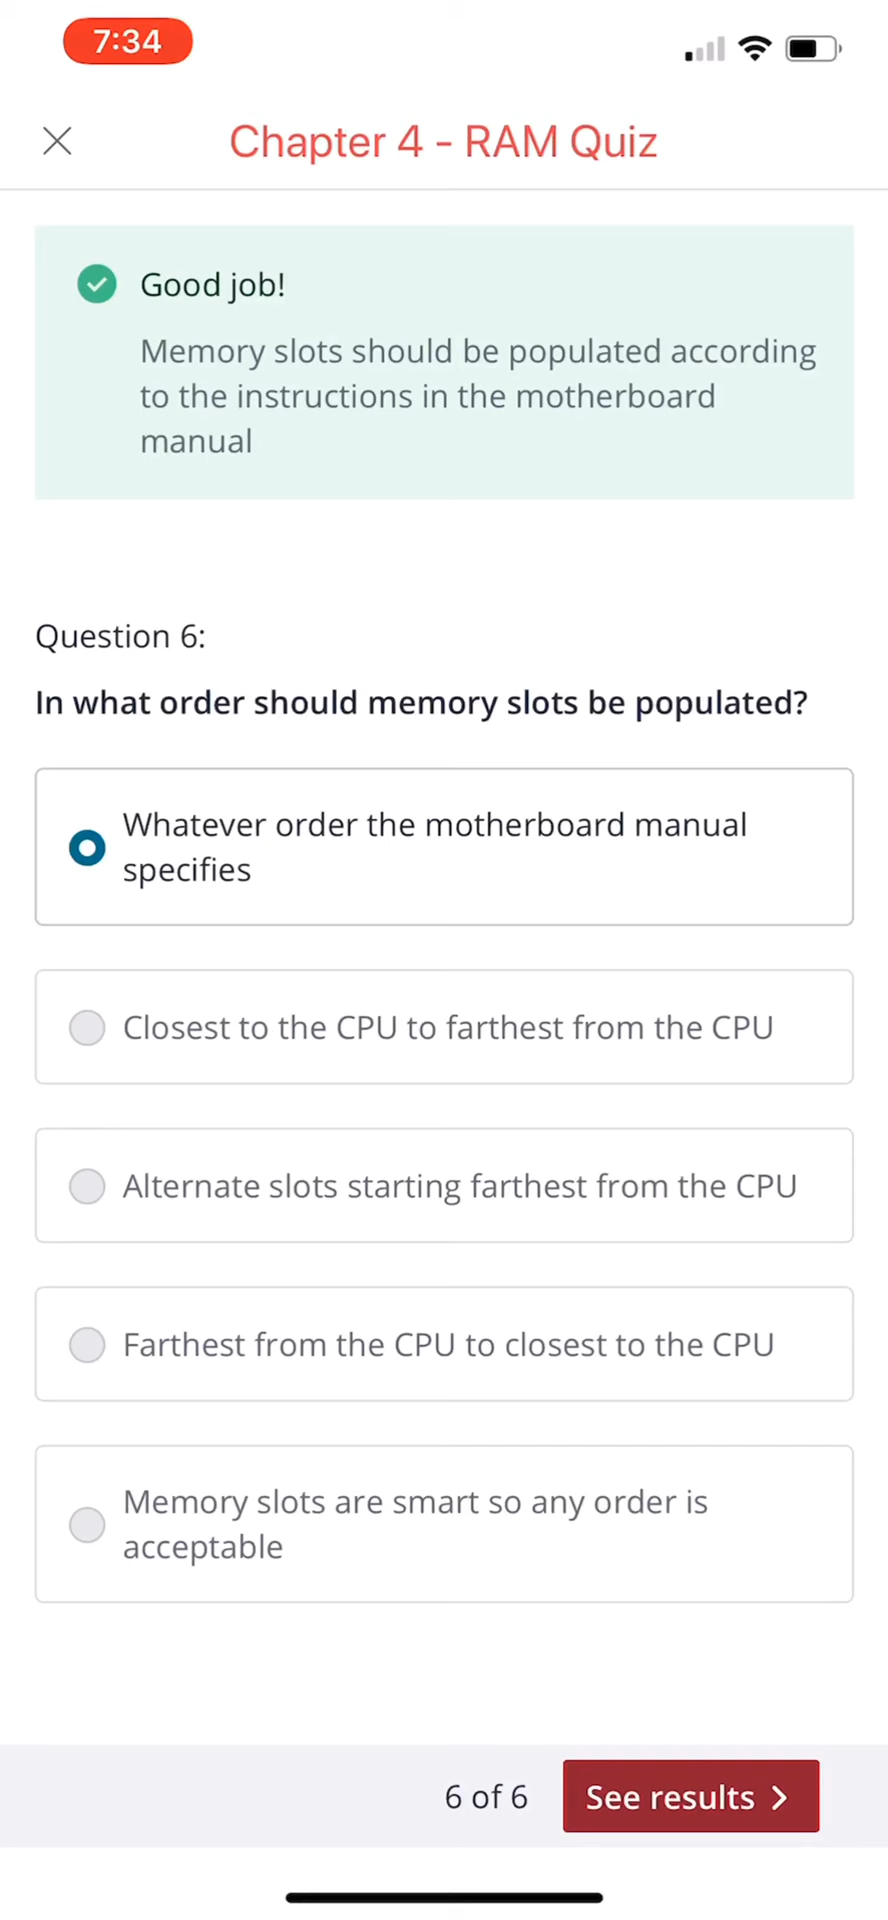 7:34
Chapter 4 - RAM Quiz
Good job!
Memory slots should be populated according
to the instructions in the motherboard
manual
Question 6:
In what order should memory slots be populated?
Whatever order the motherboard manual
specifies
Closest to the CPU to farthest from the CPU
Alternate slots starting farthest from the CPU
Farthest from the CPU to closest to the CPU
Memory slots are smart so any order is
acceptable
6 of 6
See results